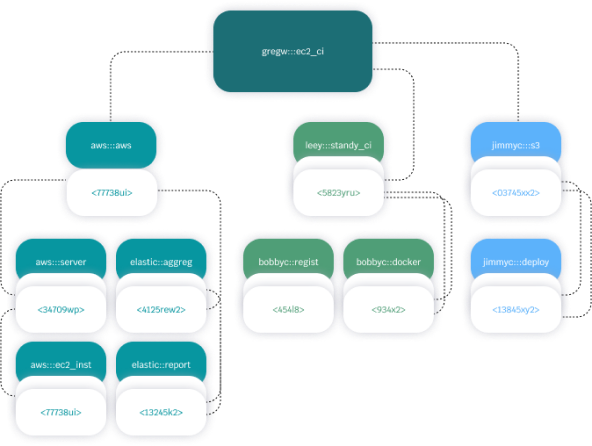 gregw:::ec2_ci
aws:::aws
<77738ui>
leey:::standy_ci
<5823yru>
jimmyc:::s3
<03745xx2>
aws:::server
<34709wp>
elastic::aggreg
<4125rew2>
bobbyc::regist
<454l8>
bobbyc::docker
<934x2>
jimmyc:::deploy
<13845xy2>
aws:::ec2_inst
<77738ui>
elastic::report
<13245k2>